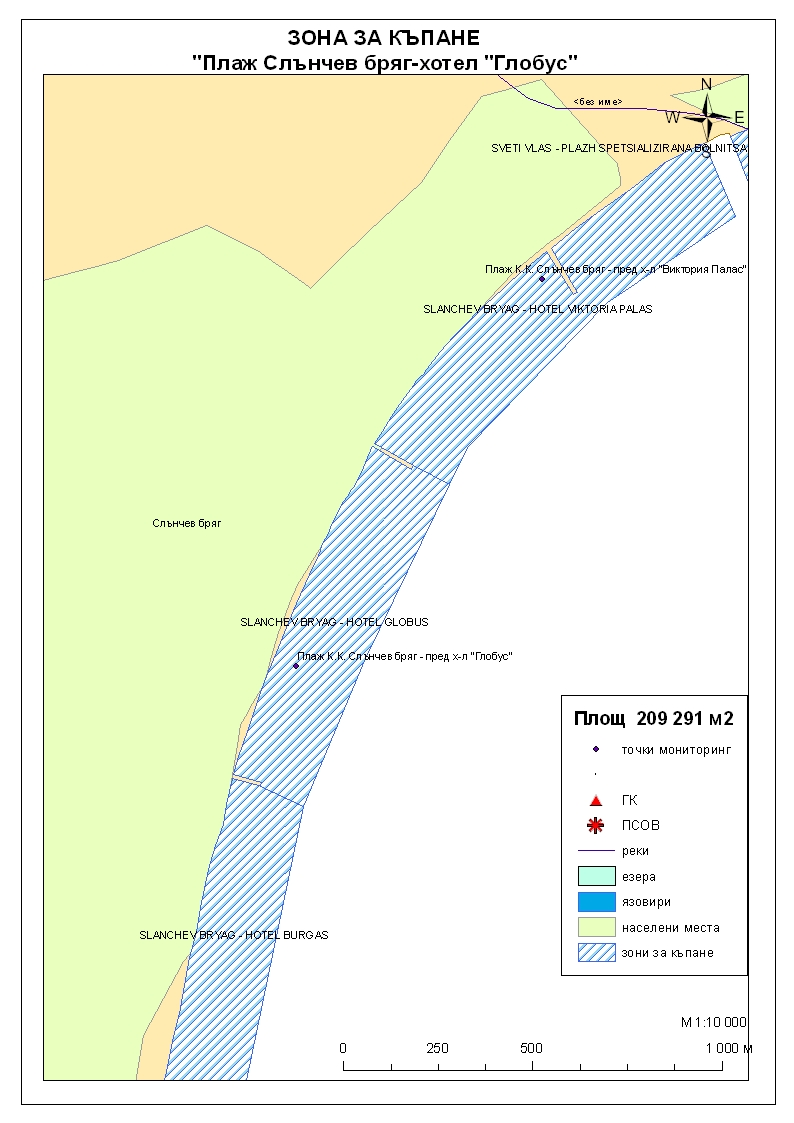 ЗОНА ЗА КЪПАНЕ
"Плаж Слънчев бряг-хотел "Глобус"
N
<без име>
W E
S
SVETI VLAS - PLAZH SPETSIALIZIRANA BOLNITSA
Плаж К.К. Слънчев бряг - пред х-л "Виктория Палас"
SLANCHEV BRYAG - HOTEL VIKTORIA PALAS
Слънчев бряг
SLANCHEV BRYAG - HOTEL GLOBUS
Плаж К.К. Слънчев бряг - пред х-л "Глобус"
Площ 209 291 м2
точки мониторинг
ГК
ПСОВ
реки
езера
язовири
населени места
зони за къпане
SLANCHEV BRYAG - HOTEL BURGAS
М 1:10 000
0 250 500 1 000 м